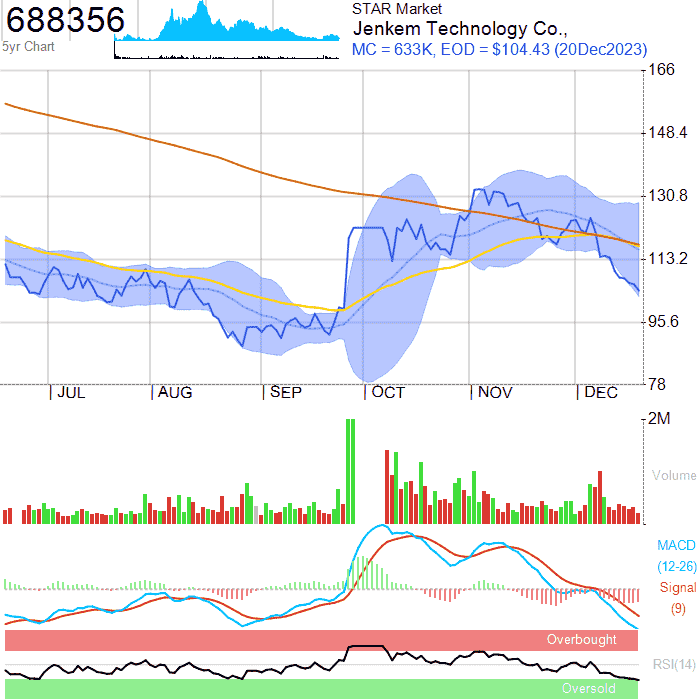 688356
5yr Chart
STAR Market
Jenkem Technology Co.,
MC = 633K, EOD = $104.43 (20Dec2023)
166
148.4
130.8
113.2
95.6
78
JUL
AUG
SEP
OCT
NOV
DEC
2M
Volume
MACD
(12-26)
Signal
(9)
Overbought
RSI(14)
Oversold